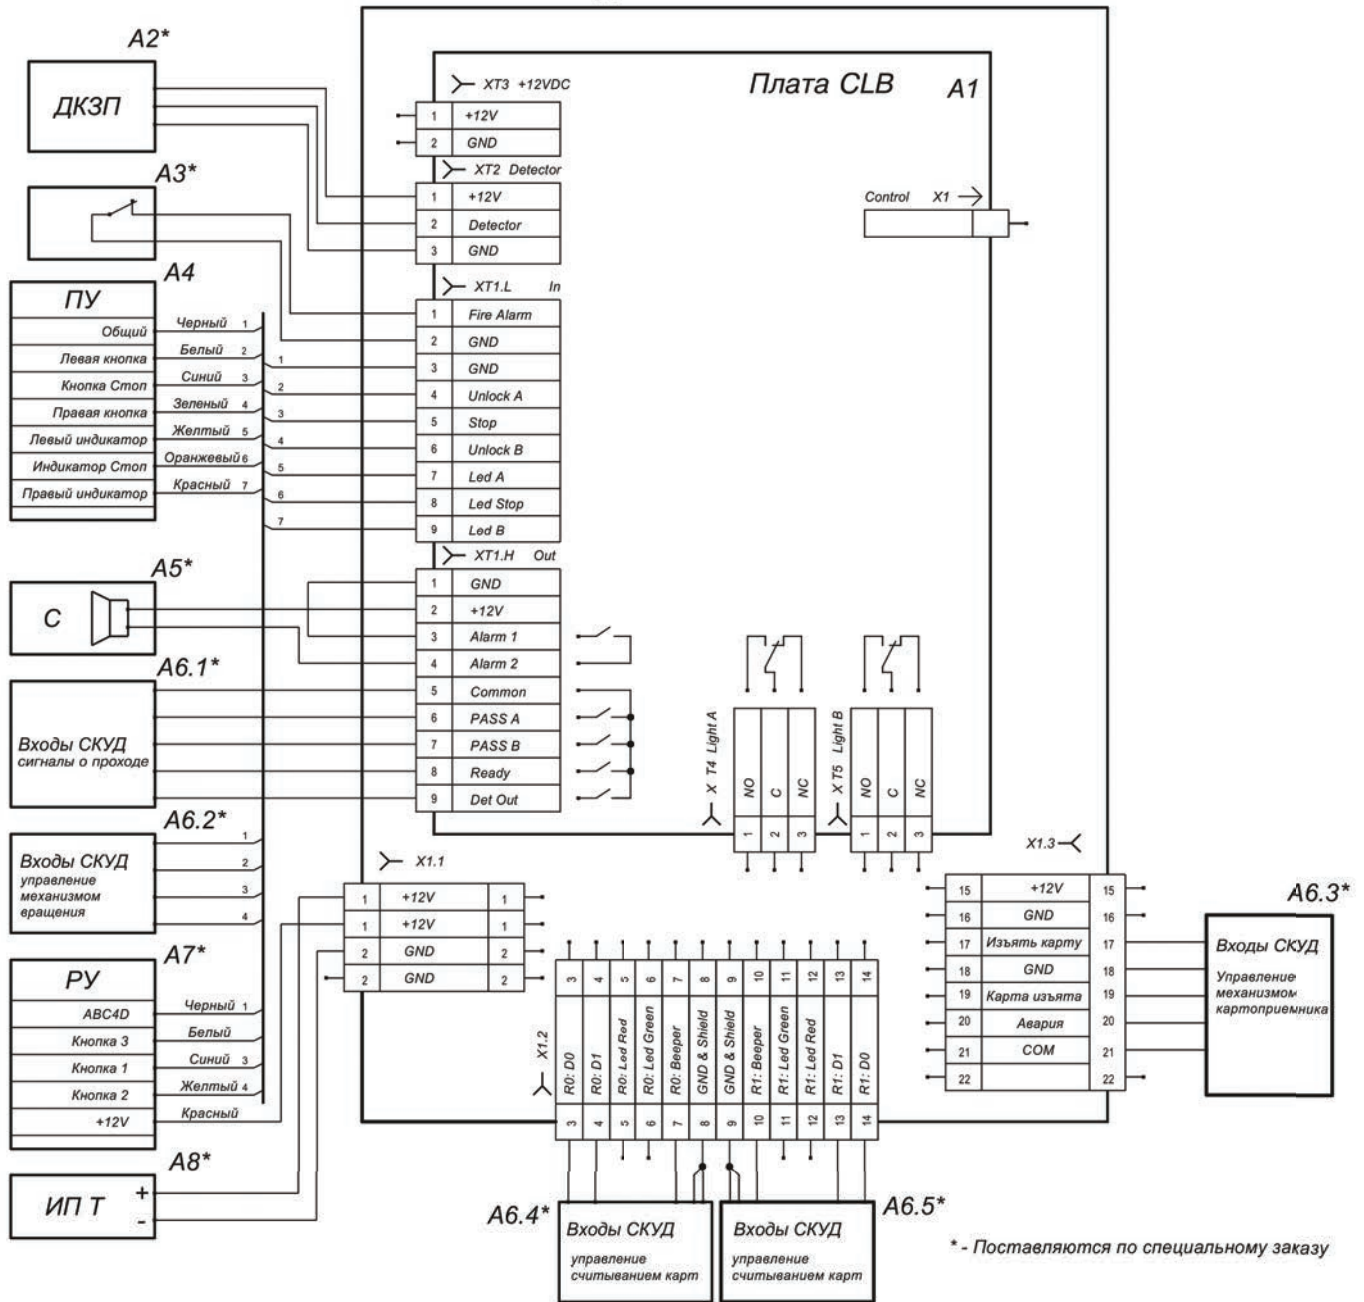 A2*
ДКЗП
A3*
A4
ПУ
Общий
Левая кнопка
Кнопка Стоп
Правая кнопка
Левый индикатор
Индикатор Стоп
Правый индикатор
Черный 1
Белый 2
Синий 3
Зеленый 4
Желтый 5
Оранжевый 6
Красный 7
1
2
3
4
5
6
7
A5*
C
A6.1*
Входы СКУД
сигналы о проходе
A6.2*
Входы СКУД
управление
механизмом
вращения
1
2
3
4
A7*
РУ
ABC4D
Кнопка 3
Кнопка 1
Кнопка 2
+12V
Черный 1
Белый
Синий 3
Желтый 4
Красный
A8*
ИП Т
+
-
Плата CLB
A1
XT3 +12VDC
1 +12V
2 GND
XT2 Detector
1 +12V
2 Detector
3 GND
XT1.L In
1 Fire Alarm
2 GND
3 GND
4 Unlock A
5 Stop
6 Unlock B
7 Led A
8 Led Stop
9 Led B
XT1.H Out
1 GND
2 +12V
3 Alarm 1
4 Alarm 2
5 Common
6 PASS A
7 PASS B
8 Ready
9 Det Out
Control X1
X T4 Light A
NO C NC
1 2 3
X T5 Light B
NO C NC
1 2 3
X1.1
1 +12V 1
1 +12V 1
2 GND 2
2 GND 2
X1.2
3 R0: D0 3
4 R0: D1 4
5 R0: Led Red 5
6 R0: Led Green 6
7 R0: Beeper 7
8 GND & Shield 8
9 GND & Shield 9
10 R1: Beeper 10
11 R1: Led Green 11
12 R1: Led Red 12
13 R1: D1 13
14 R1: D0 14
X1.3
15 +12V 15
16 GND 16
17 Изъять карту 17
18 GND 18
19 Карта изъята 19
20 Авария 20
21 COM 21
22 22
A6.3*
Входы СКУД
Управление
механизмом
картоприемника
A6.4*
Входы СКУД
управление
считыванием карт
A6.5*
Входы СКУД
управление
считыванием карт
* - Поставляются по специальному заказу